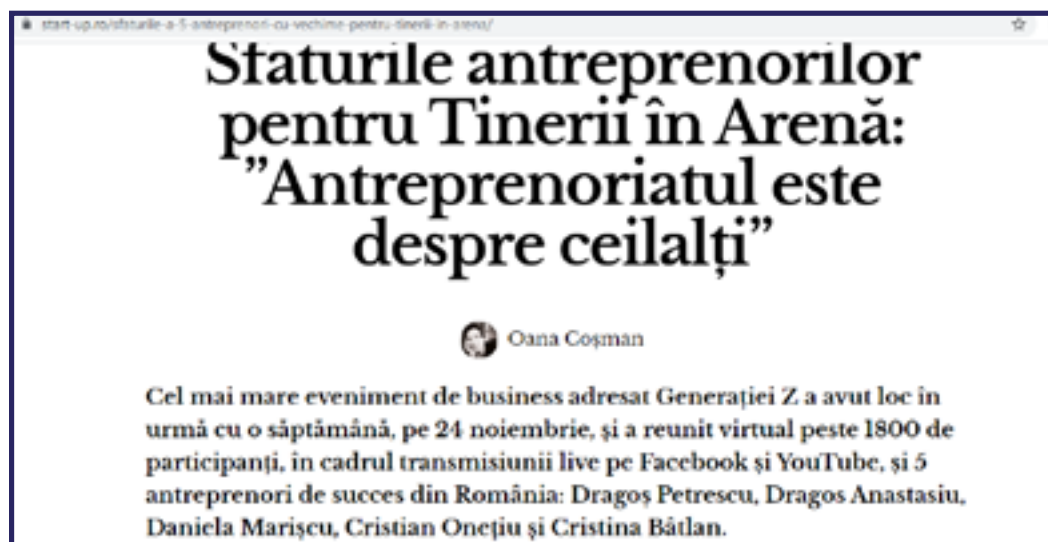 start-up.ro/sfaturile-a-5-antreprenori-cu-vechime-pentru-tinerii-in-arena/
Sfaturile antreprenorilor
pentru Tinerii în Arenă:
”Antreprenoriatul este
despre ceilalți”
Oana Coșman
Cel mai mare eveniment de business adresat Generației Z a avut loc în
urmă cu o săptămână, pe 24 noiembrie, și a reunit virtual peste 1800 de
participanți, în cadrul transmisiunii live pe Facebook și YouTube, și 5
antreprenori de succes din România: Dragoș Petrescu, Dragos Anastasiu,
Daniela Marișcu, Cristian Onețiu și Cristina Bâtlan.